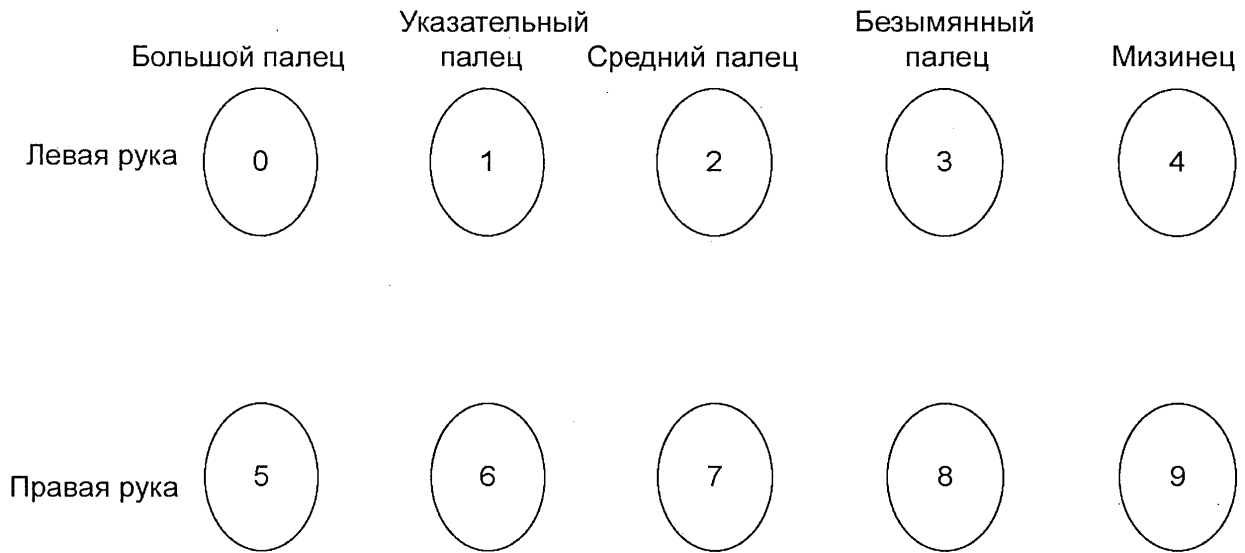 Большой палец
Указательный
палец
Средний палец
Безымянный
палец
Мизинец
Левая рука 0 1 2 3 4
Правая рука 5 6 7 8 9